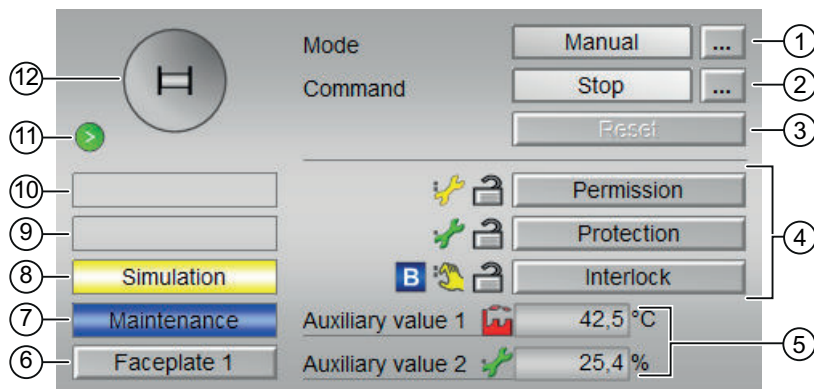 Mode Manual ... 1
Command Stop ... 2
Reset 3
12
11
10 Permission
9 Protection 4
8 Simulation B Interlock
7 Maintenance Auxiliary value 1 42,5 °C
5
6 Faceplate 1 Auxiliary value 2 25,4 %